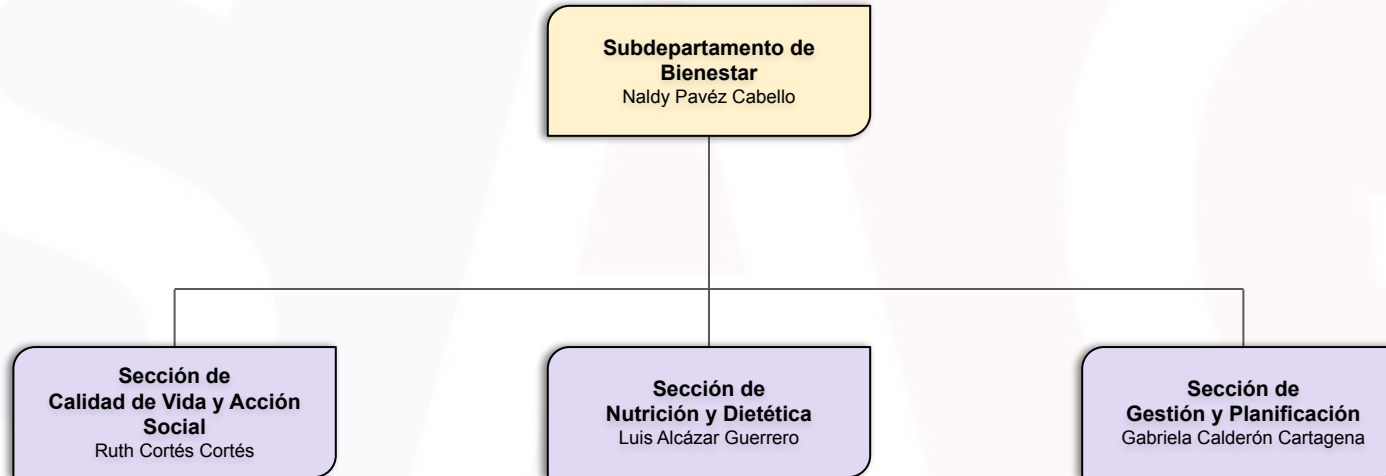 Subdepartamento de
Bienestar
Naldy Pavéz Cabello
Sección de
Calidad de Vida y Acción
Social
Ruth Cortés Cortés
Sección de
Nutrición y Dietética
Luis Alcázar Guerrero
Sección de
Gestión y Planificación
Gabriela Calderón Cartagena